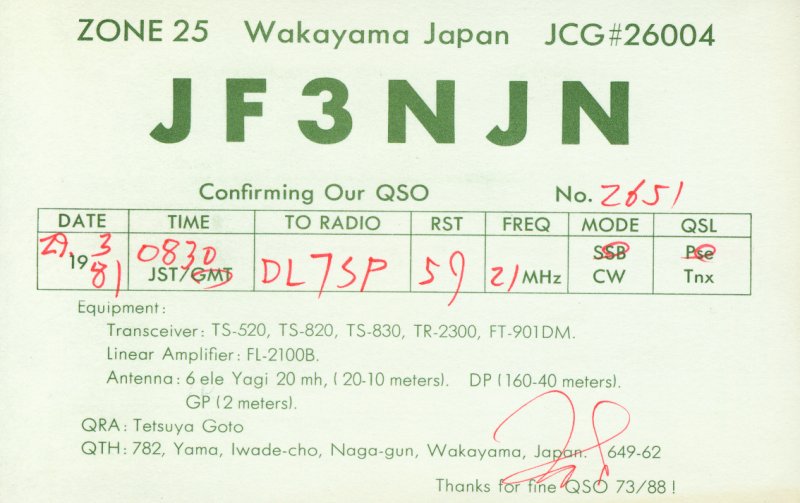 ZONE 25 Wakayama Japan JCG#26004
JF3NJN
Confirming Our QSO No. 2651
DATE TIME TO RADIO RST FREQ MODE QSL
29, 3 1981 0830 JST/GMT DL7SP 59 21 MHz SSB CW Pse Tnx
Equipment:
Transceiver: TS-520, TS-820, TS-830, TR-2300, FT-901DM.
Linear Amplifier: FL-2100B.
Antenna: 6 ele Yagi 20 mh, (20-10 meters). DP (160-40 meters).
GP (2 meters).
QRA: Tetsuya Goto
QTH: 782, Yama, Iwade-cho, Naga-gun, Wakayama, Japan. 649-62
Thanks for fine QSO 73/88!